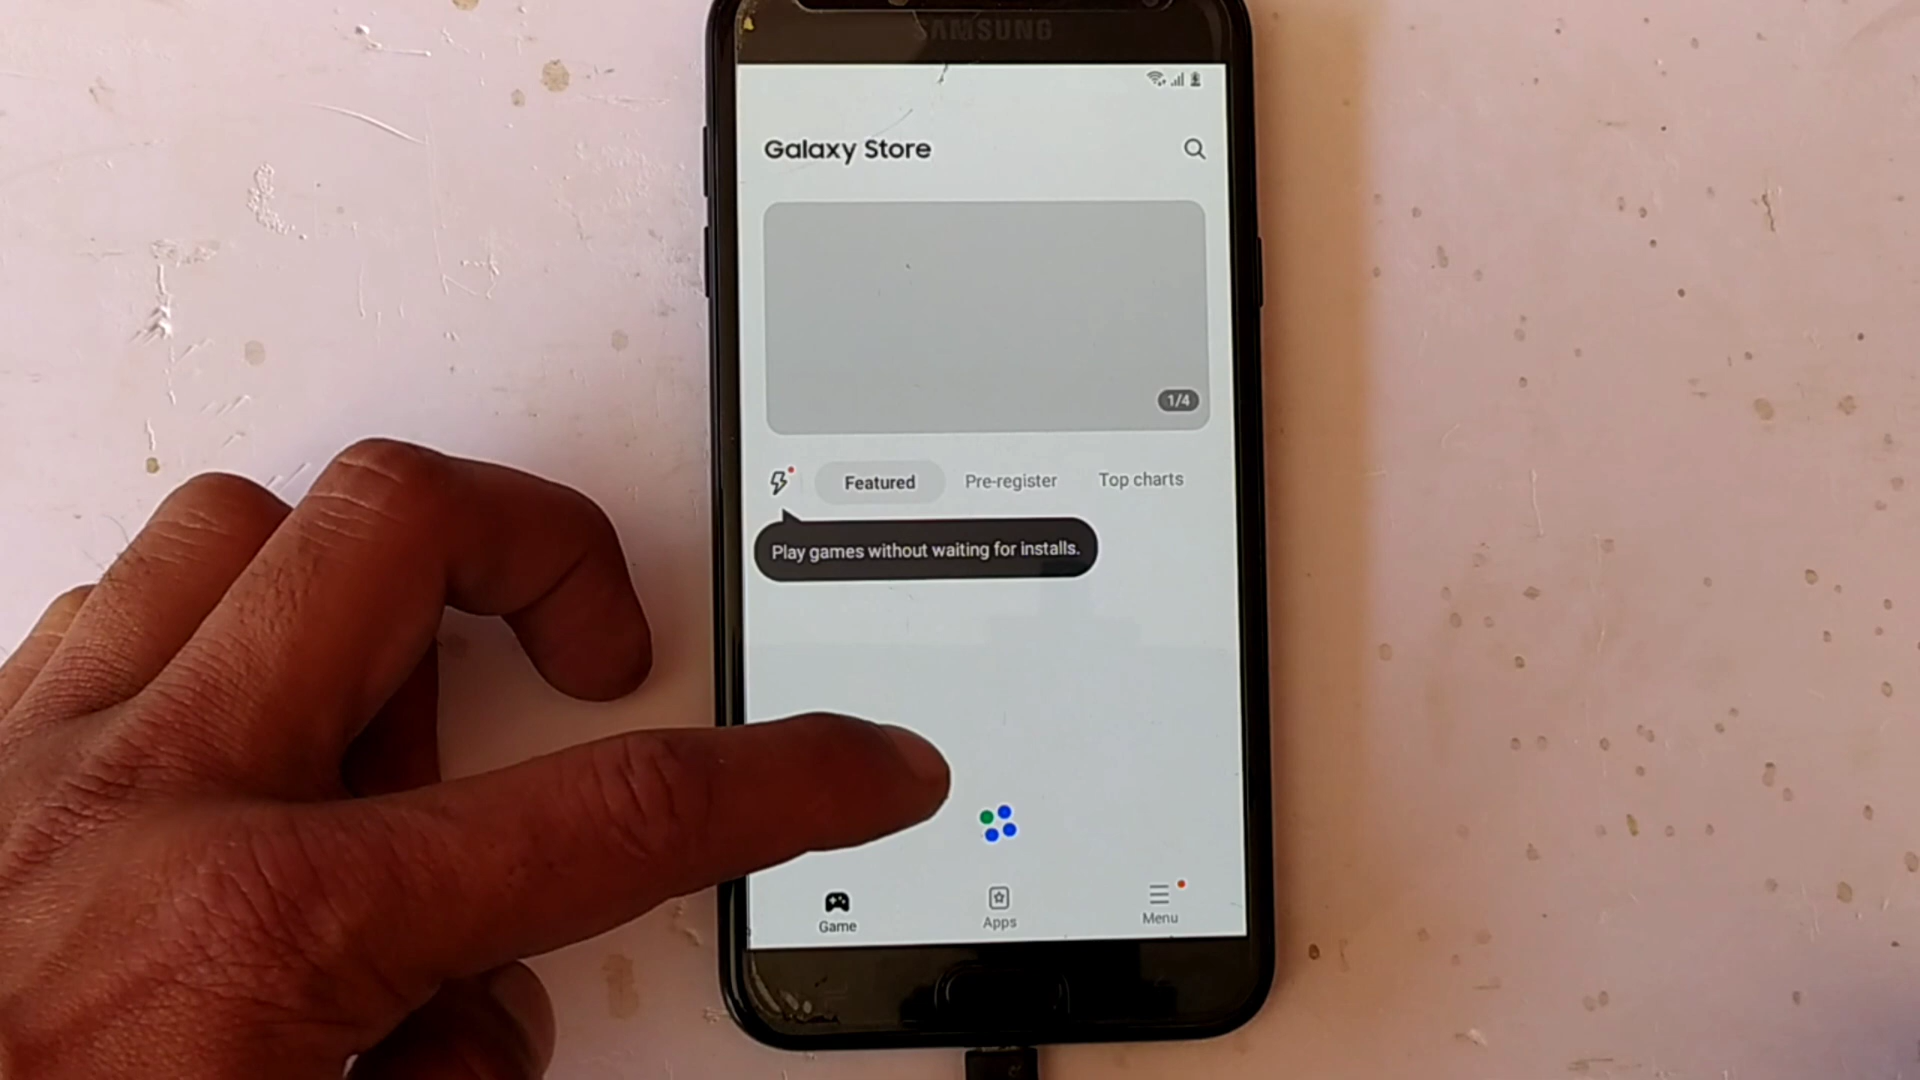 SAMSUNG
Galaxy Store
1/4
Featured
Pre-register
Top charts
Play games without waiting for installs.
Game
Apps
Menu